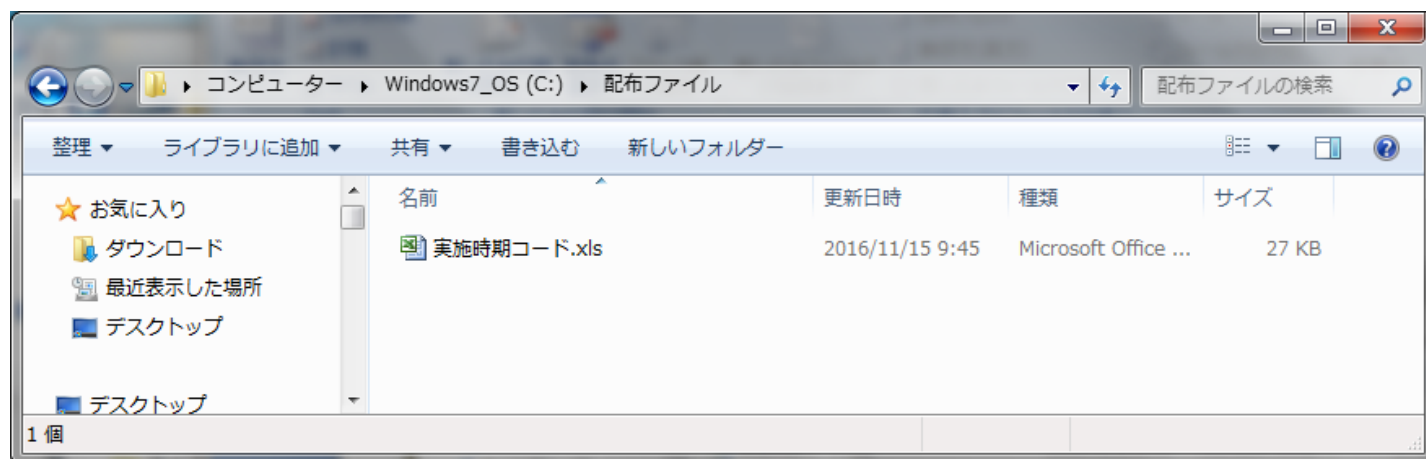 コンピューター Windows7_OS (C:) 配布ファイル 配布ファイルの検索
整理 ライブラリに追加 共有 書き込む 新しいフォルダー
お気に入り
ダウンロード
最近表示した場所
デスクトップ
デスクトップ
名前 更新日時 種類 サイズ
実施時期コード.xls 2016/11/15 9:45 Microsoft Office ... 27 KB
1 個